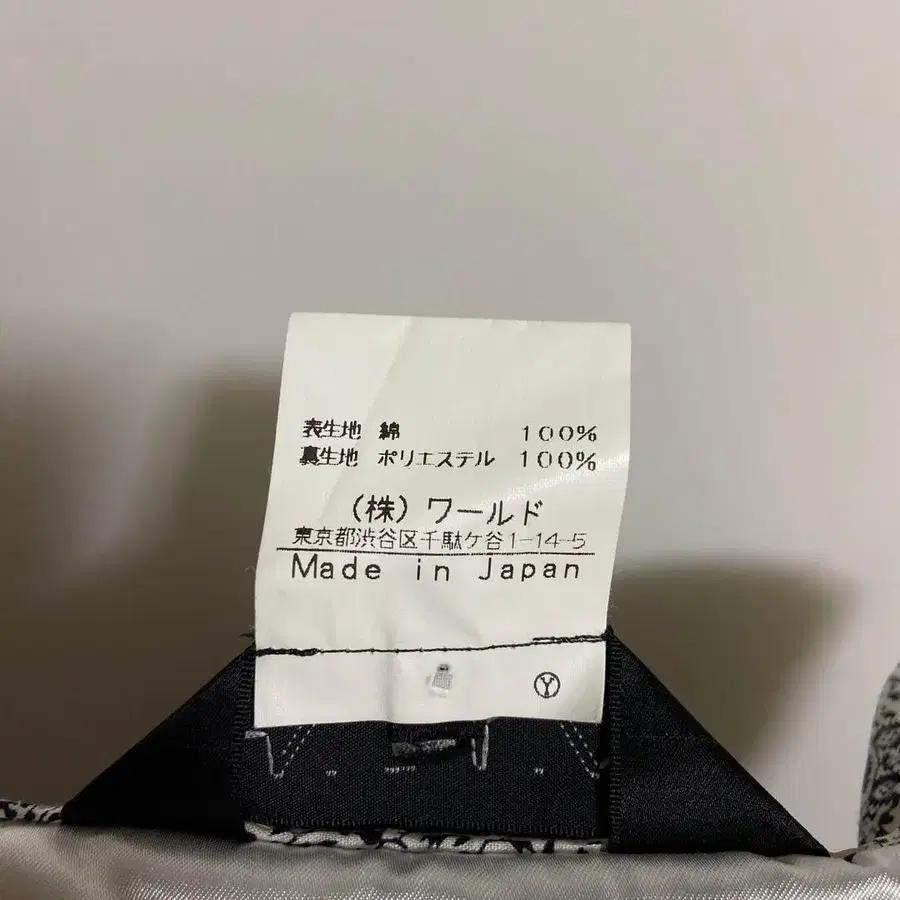 表生地 綿 100%
裏生地 ポリエステル 100%
(株)ワールド
東京都渋谷区千駄ケ谷1-14-5
Made in Japan
Ⓨ